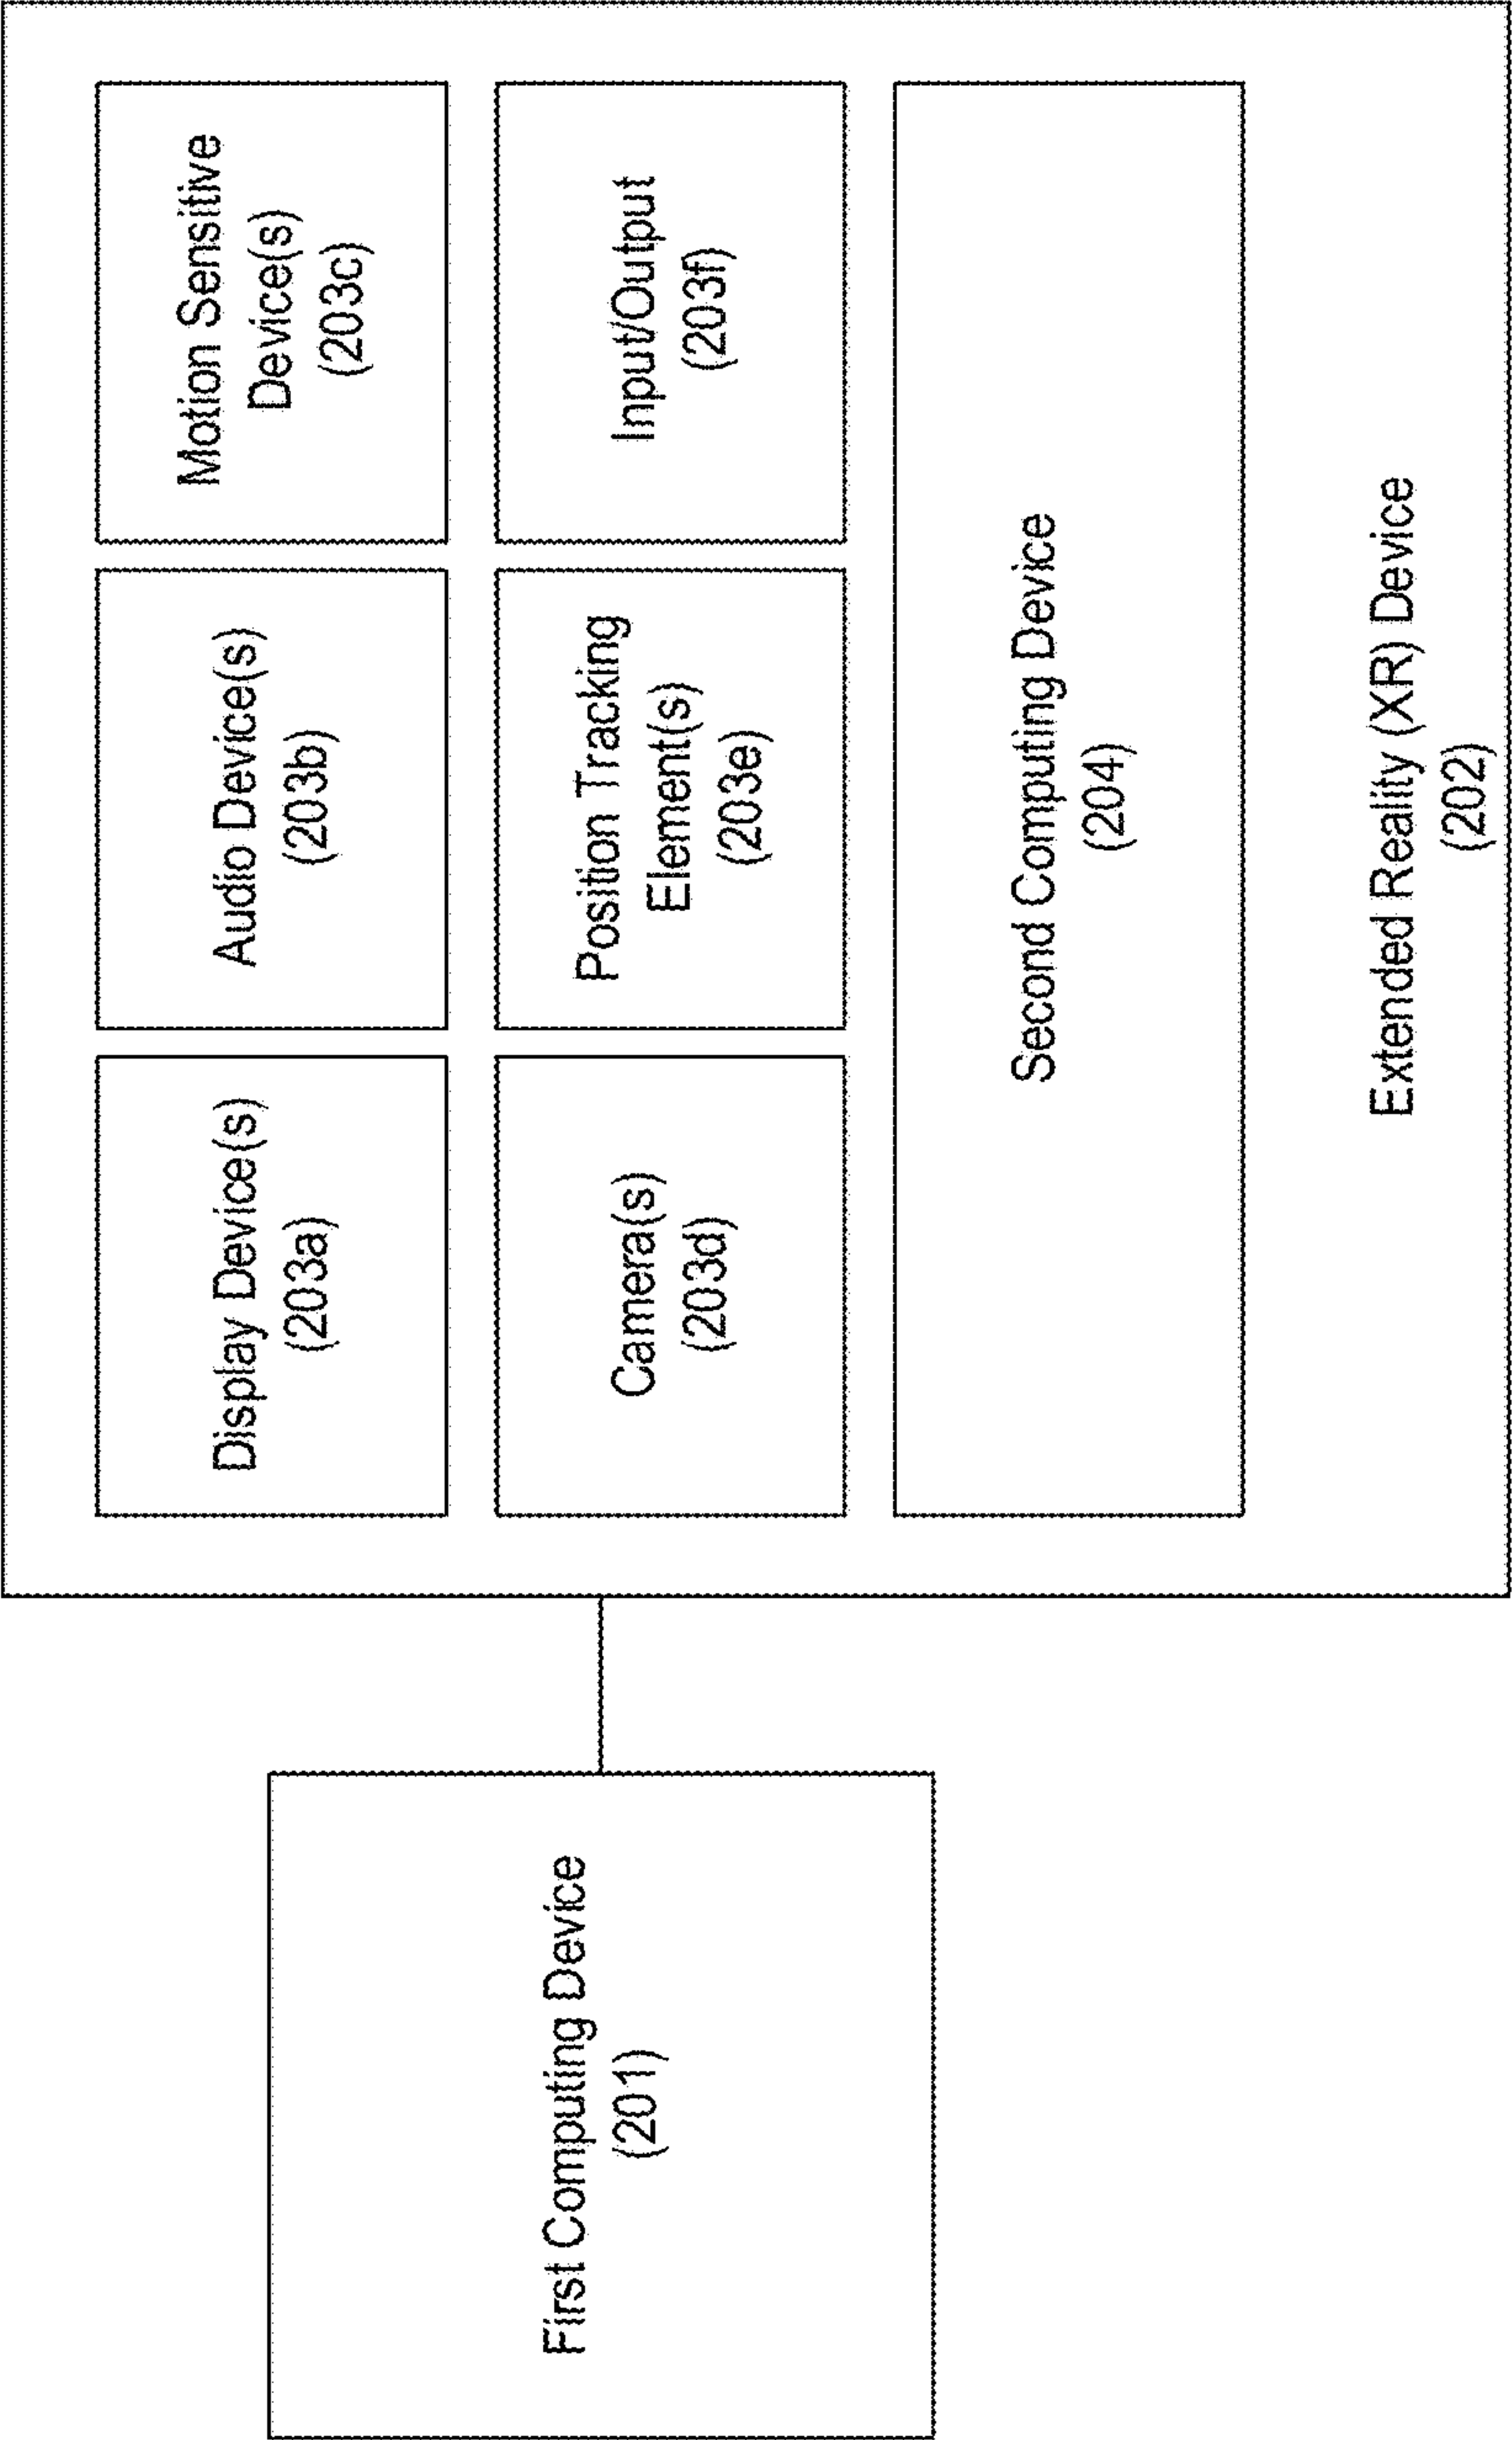 First Computing Device
(201)
Display Device(s)
(203a)
Audio Device(s)
(203b)
Motion Sensitive
Device(s)
(203c)
Camera(s)
(203d)
Position Tracking
Element(s)
(203e)
Input/Output
(203f)
Second Computing Device
(204)
Extended Reality (XR) Device
(202)